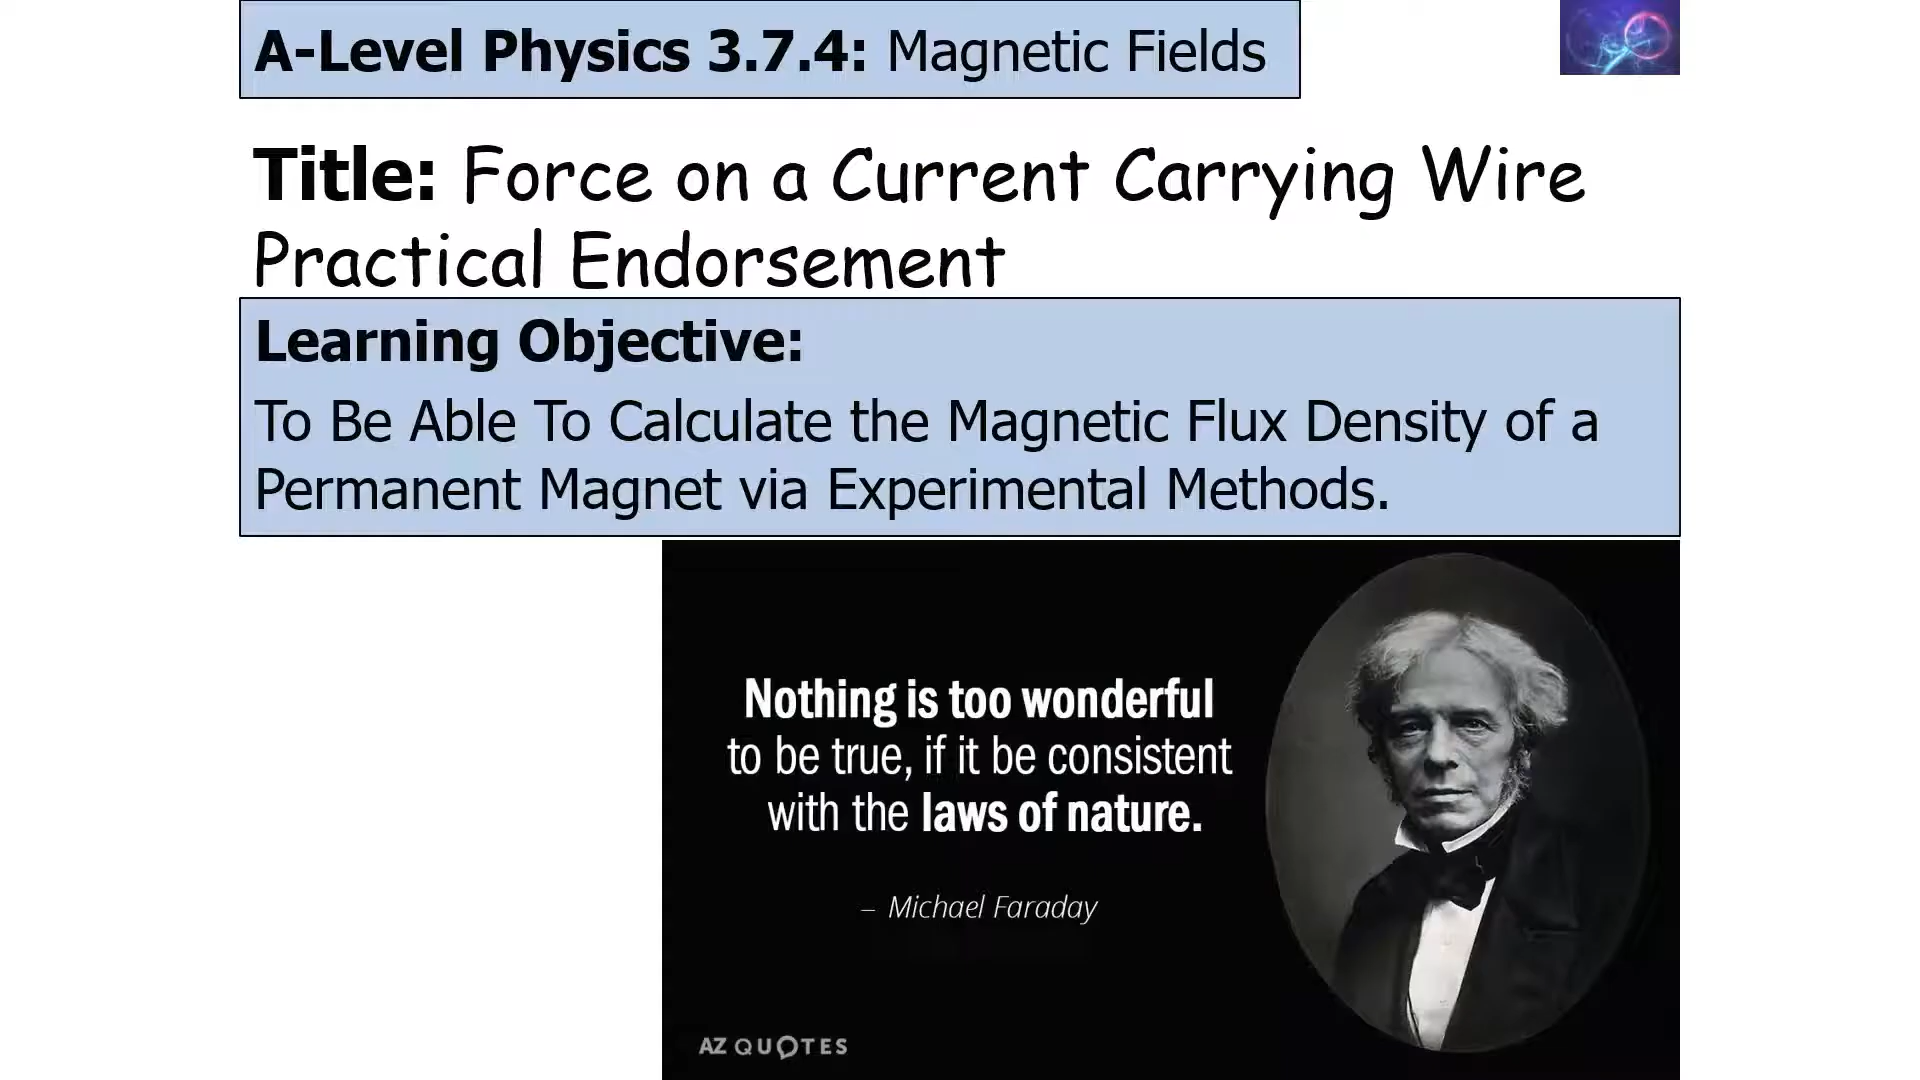 A-Level Physics 3.7.4: Magnetic Fields
Title: Force on a Current Carrying Wire
Practical Endorsement
Learning Objective:
To Be Able To Calculate the Magnetic Flux Density of a
Permanent Magnet via Experimental Methods.
Nothing is too wonderful
to be true, if it be consistent
with the laws of nature.
– Michael Faraday
AZ QUOTES